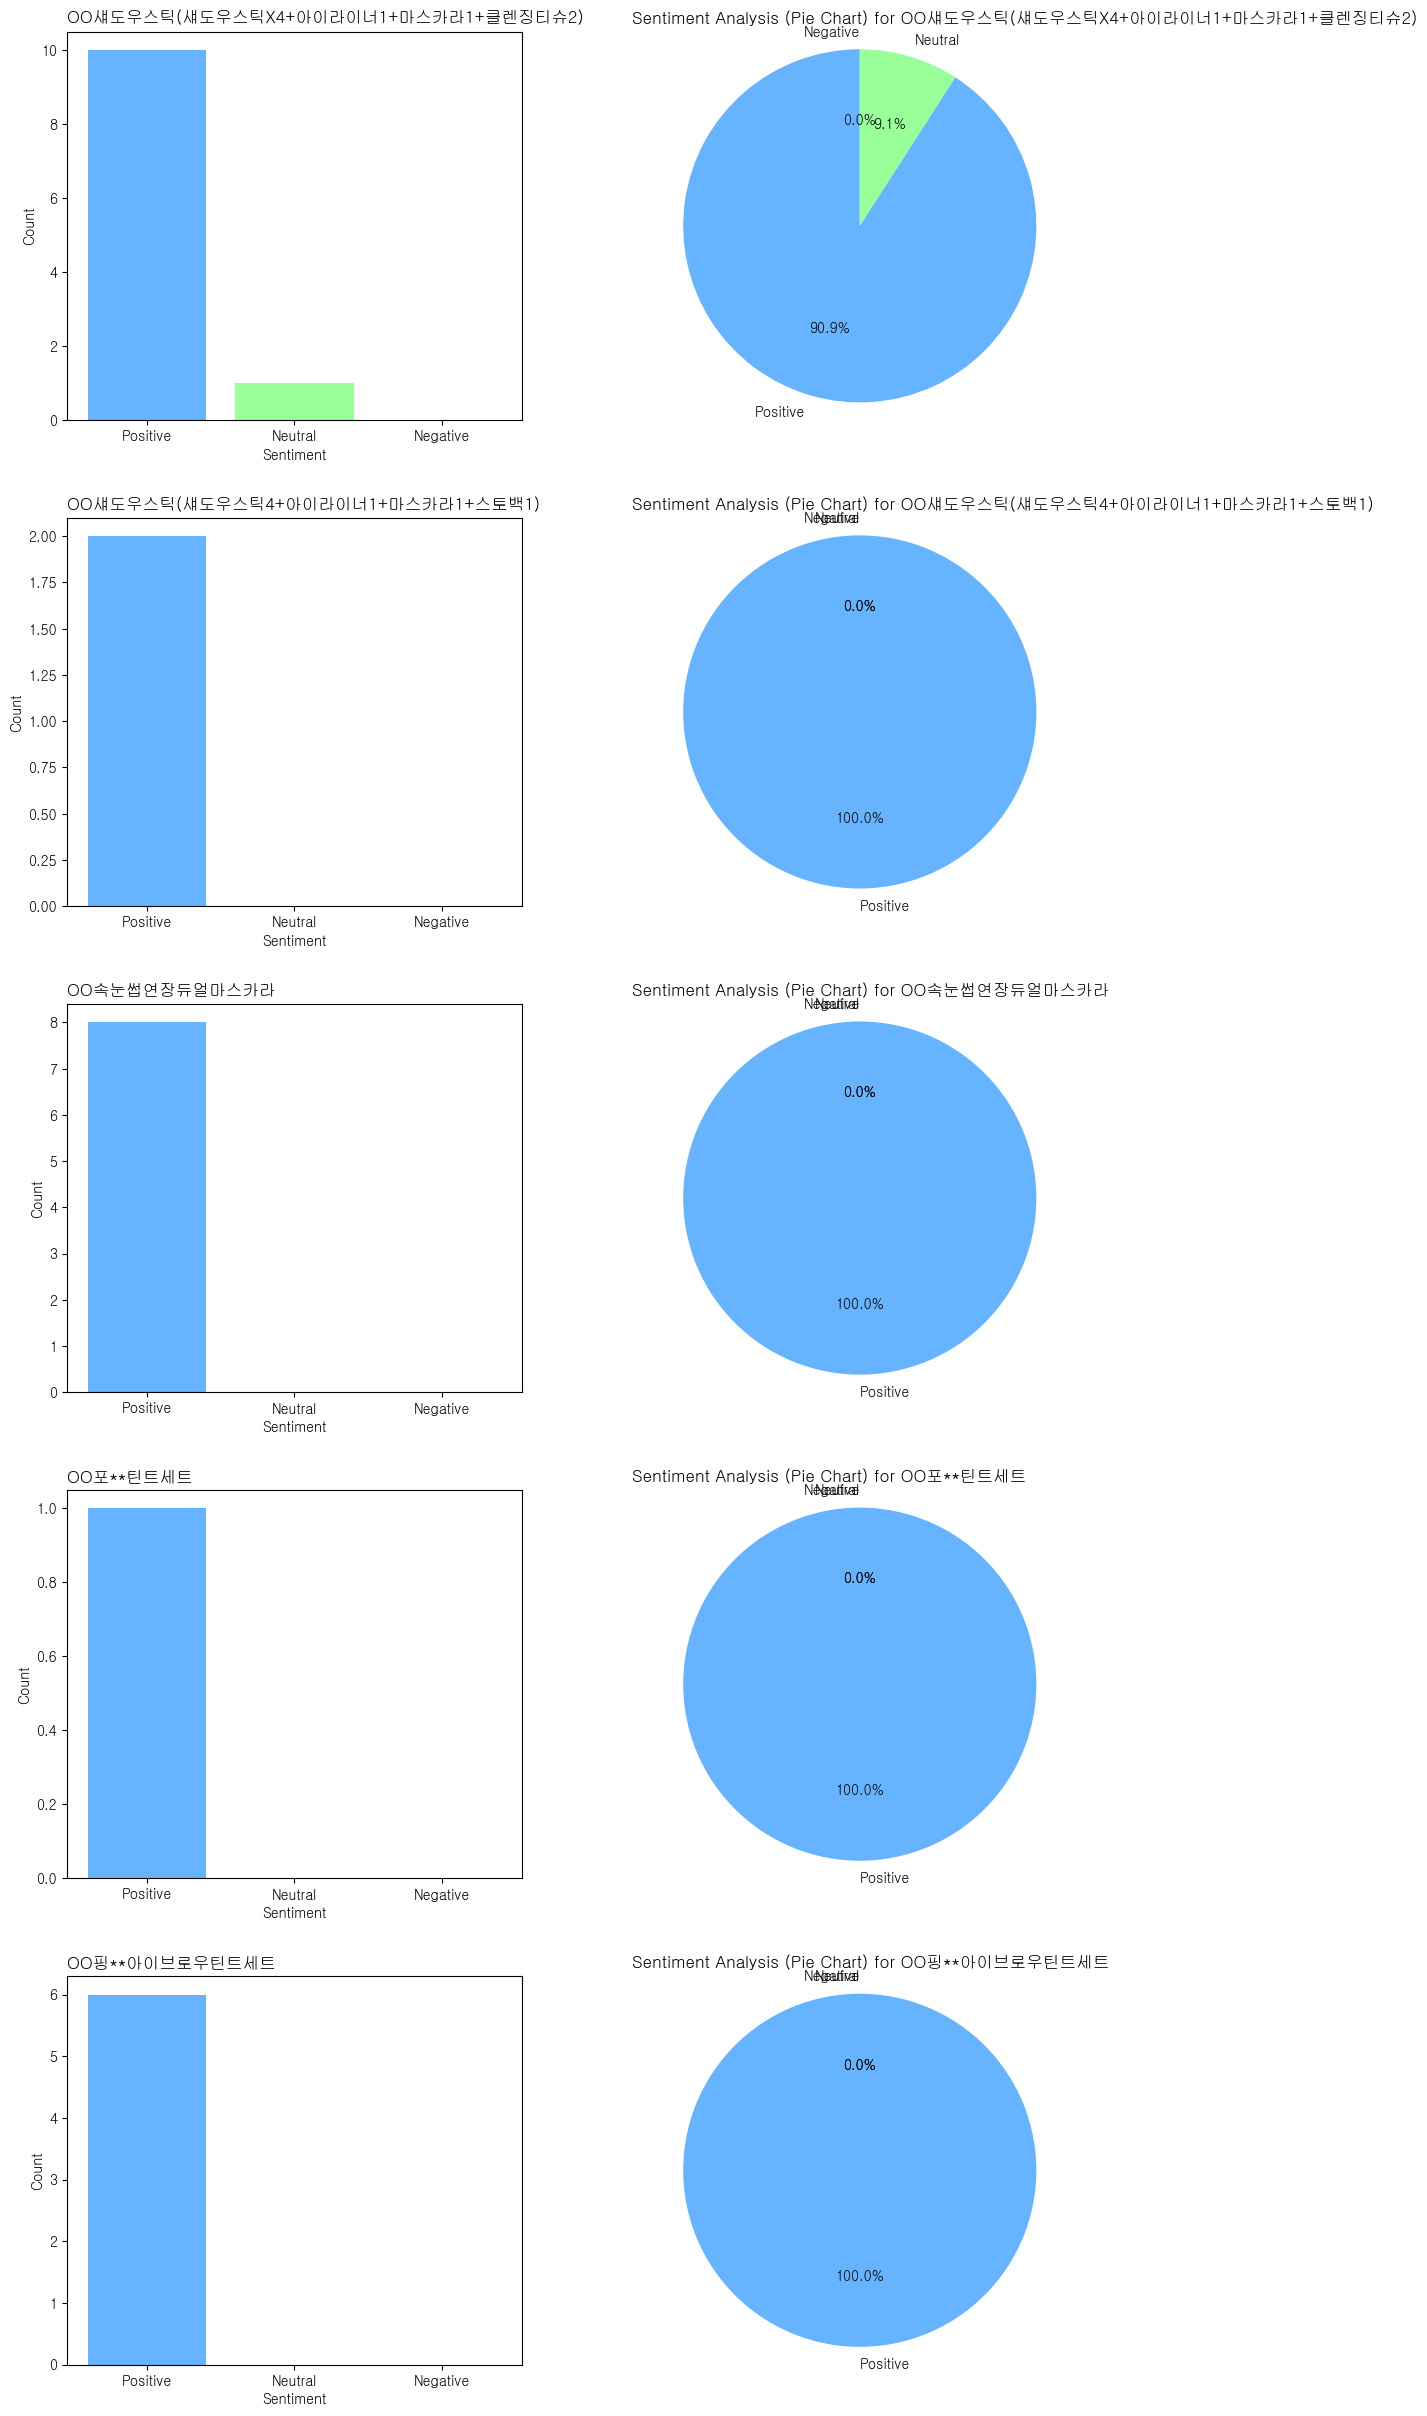 OO섀도우스틱(섀도우스틱X4+아이라이너1+마스카라1+클렌징티슈2)
10
8
6
4
2
0
Count
Positive
Neutral
Negative
Sentiment
Sentiment Analysis (Pie Chart) for OO섀도우스틱(섀도우스틱X4+아이라이너1+마스카라1+클렌징티슈2)
Negative
Neutral
0.0%
9.1%
90.9%
Positive
OO섀도우스틱(섀도우스틱4+아이라이너1+마스카라1+스토백1)
2.00
1.75
1.50
1.25
1.00
0.75
0.50
0.25
0.00
Count
Positive
Neutral
Negative
Sentiment
Sentiment Analysis (Pie Chart) for OO섀도우스틱(섀도우스틱4+아이라이너1+마스카라1+스토백1)
Negative
Neutral
0.0%
100.0%
Positive
OO속눈썹연장듀얼마스카라
8
7
6
5
4
3
2
1
0
Count
Positive
Neutral
Negative
Sentiment
Sentiment Analysis (Pie Chart) for OO속눈썹연장듀얼마스카라
Negative
Neutral
0.0%
100.0%
Positive
OO포**틴트세트
1.0
0.8
0.6
0.4
0.2
0.0
Count
Positive
Neutral
Negative
Sentiment
Sentiment Analysis (Pie Chart) for OO포**틴트세트
Negative
Neutral
0.0%
100.0%
Positive
OO핑**아이브로우틴트세트
6
5
4
3
2
1
0
Count
Positive
Neutral
Negative
Sentiment
Sentiment Analysis (Pie Chart) for OO핑**아이브로우틴트세트
Negative
Neutral
0.0%
100.0%
Positive